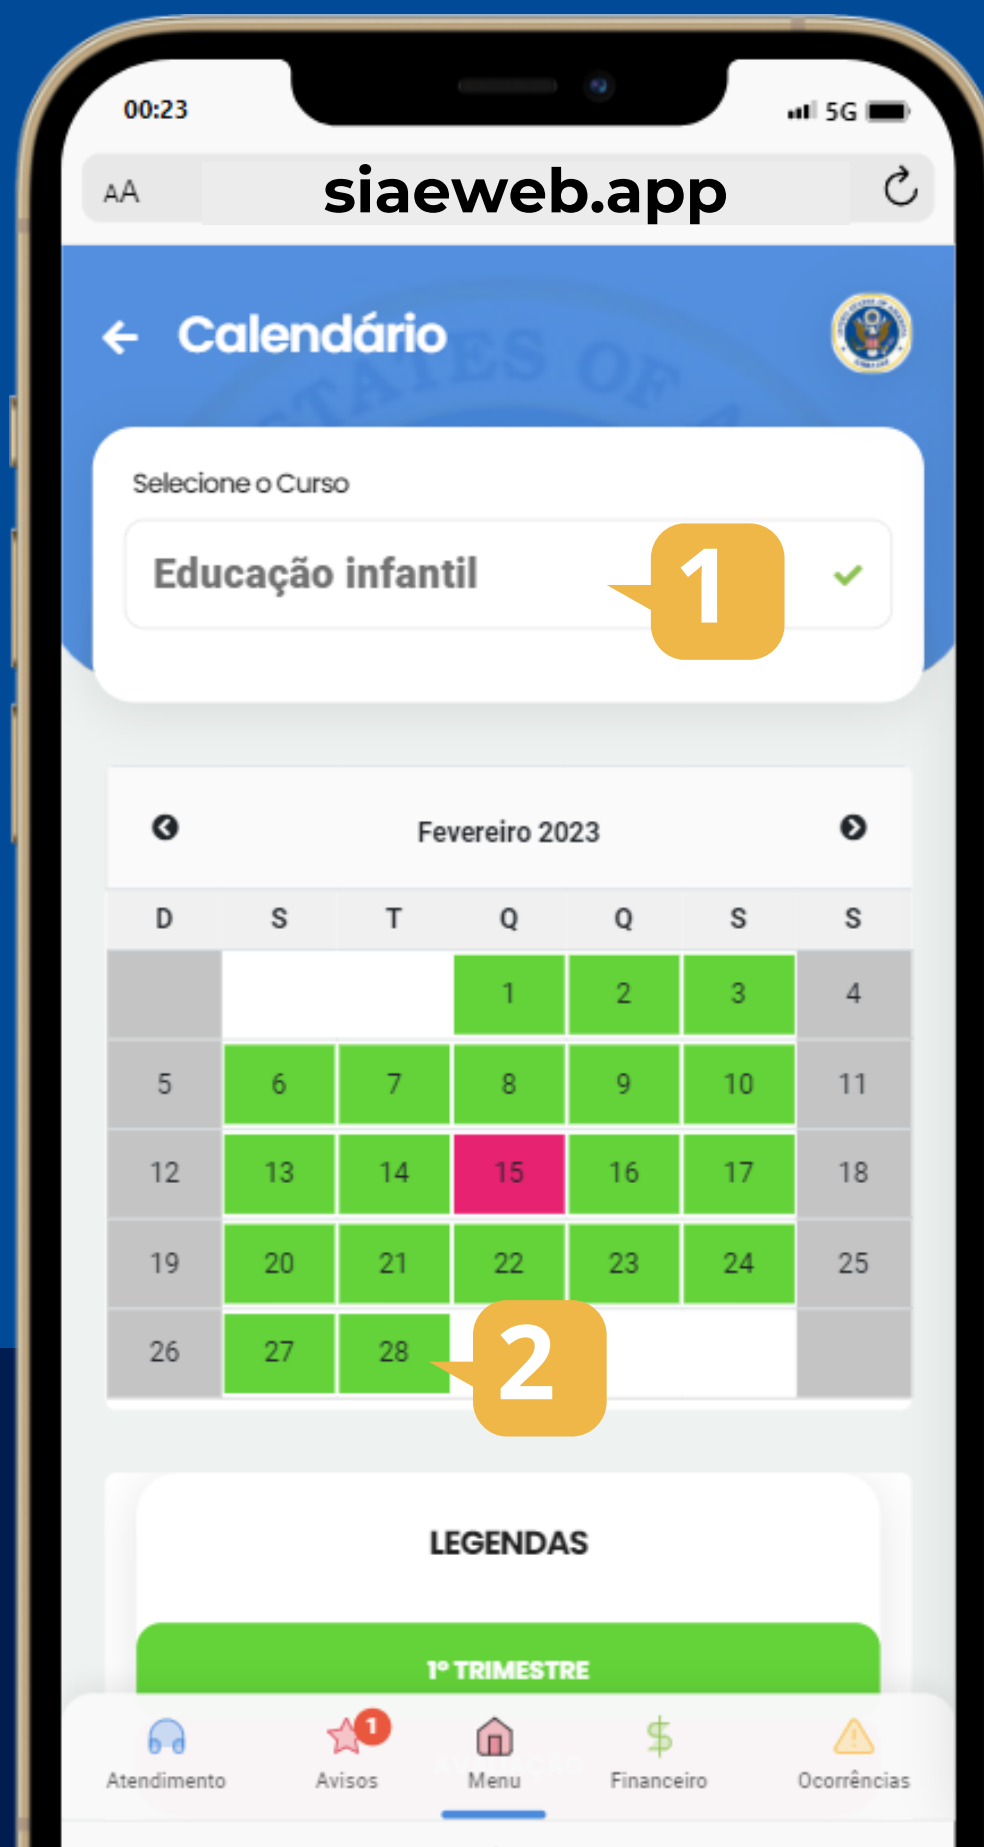 00:23
5G
AA
siaeweb.app
Calendário
STATES OF A
Selecione o Curso
Educação infantil
1
Fevereiro 2023
D S T Q Q S S
1 2 3 4
5 6 7 8 9 10 11
12 13 14 15 16 17 18
19 20 21 22 23 24 25
26 27 28
2
LEGENDAS
1º TRIMESTRE
1
Atendimento Avisos Menu Financeiro Ocorrências